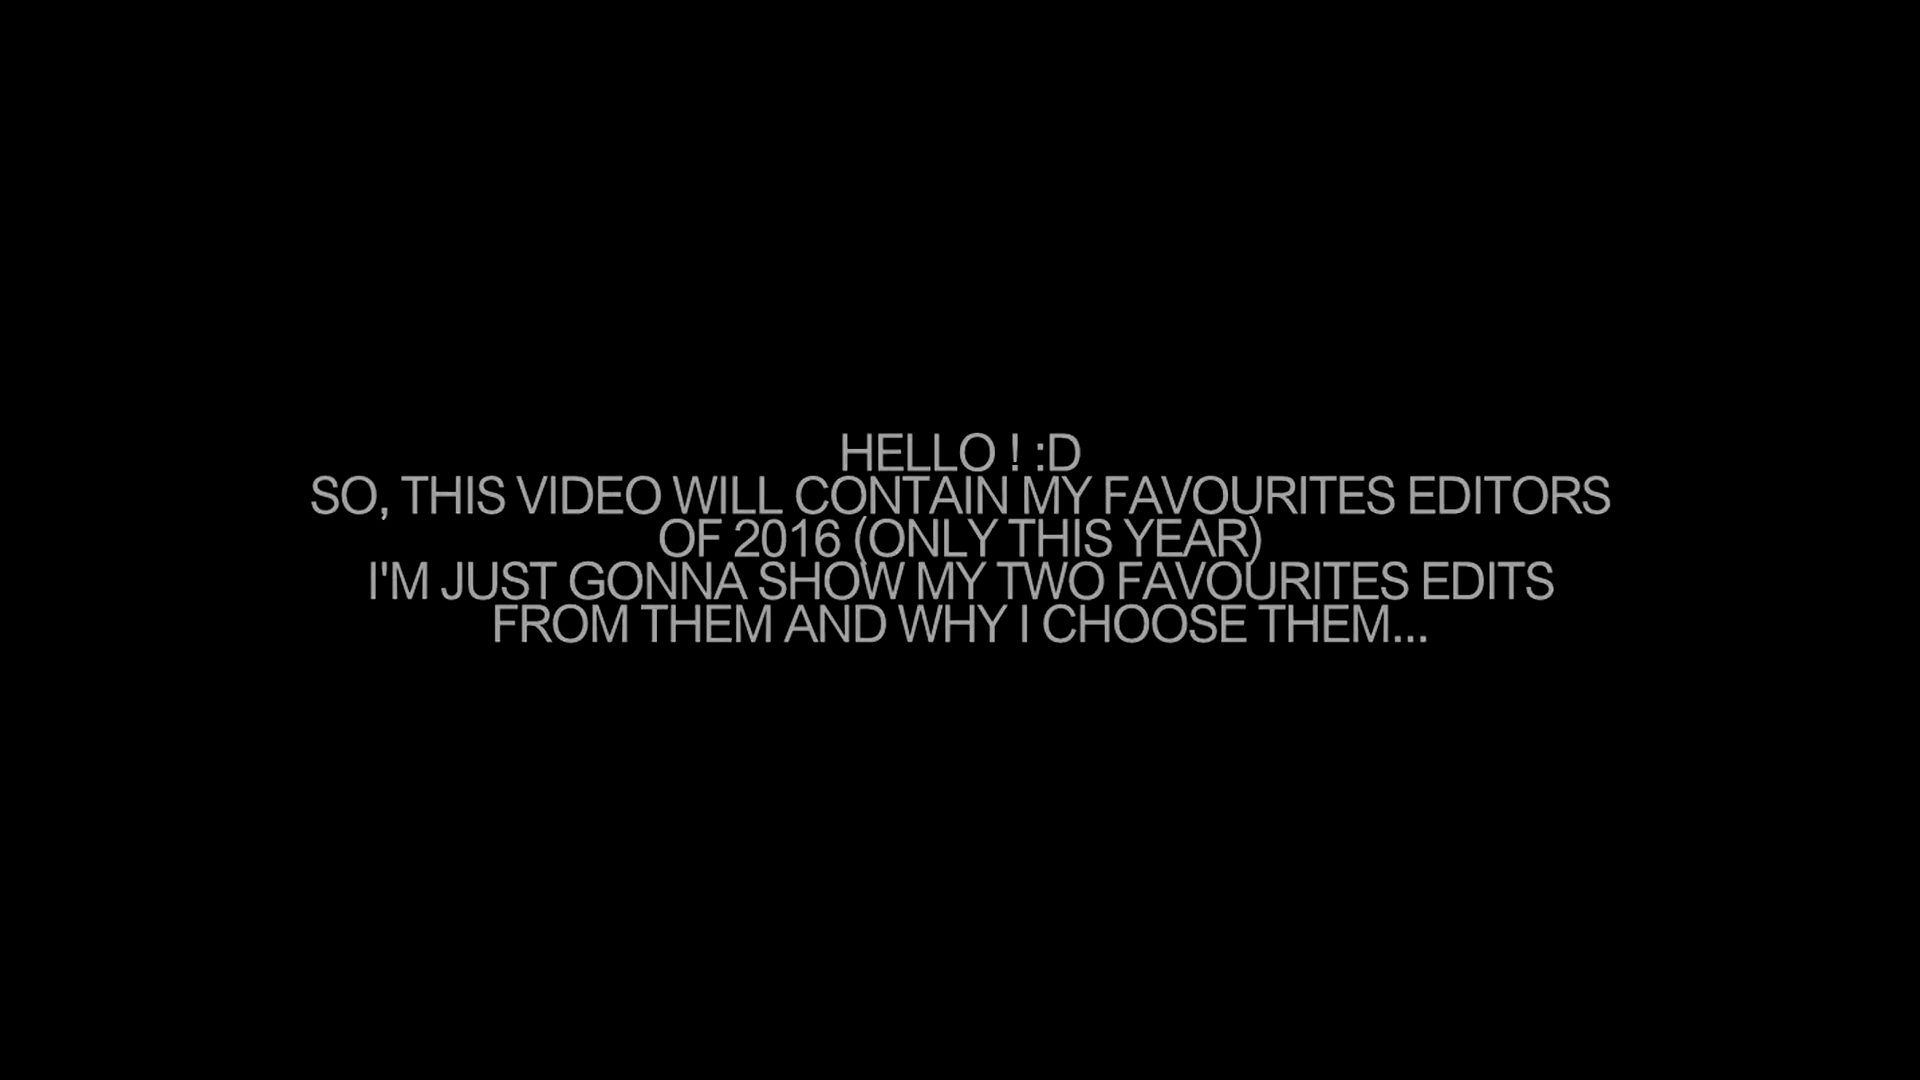 HELLO ! :D
SO, THIS VIDEO WILL CONTAIN MY FAVOURITES EDITORS
OF 2016 (ONLY THIS YEAR)
I'M JUST GONNA SHOW MY TWO FAVOURITES EDITS
FROM THEM AND WHY I CHOOSE THEM...